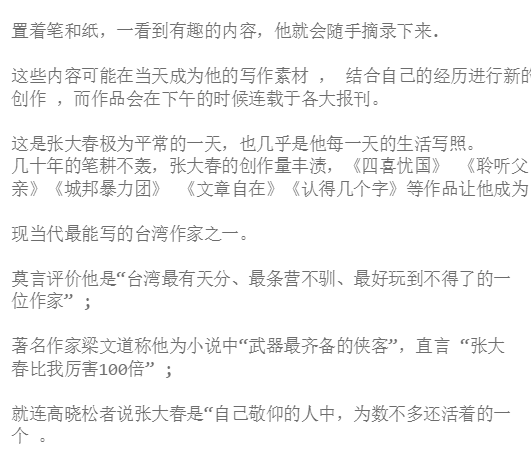 置着笔和纸，一看到有趣的内容，他就会随手摘录下来．
这些内容可能在当天成为他的写作素材 ， 结合自己的经历进行新的
创作 ，而作品会在下午的时候连载于各大报刊。
这是张大春极为平常的一天，也几乎是他每一天的生活写照。
几十年的笔耕不轰，张大春的创作量丰渍，《四喜忧国》 《聆听父
亲》《城邦暴力团》 《文章自在》《认得几个字》等作品让他成为
现当代最能写的台湾作家之一。
莫言评价他是“台湾最有天分、最条营不驯、最好玩到不得了的一
位作家” ;
著名作家梁文道称他为小说中“武器最齐备的侠客”，直言 “张大
春比我厉害100倍” ;
就连高晓松者说张大春是“自己敬仰的人中，为数不多还活着的一
个 。